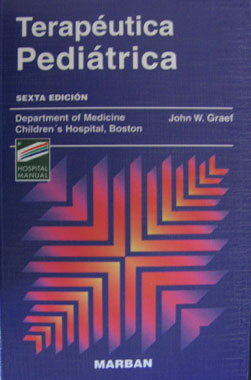 Terapéutica
Pediátrica
SEXTA EDICIÓN
Department of Medicine John W. Graef
Children´s Hospital, Boston
HOSPITAL
MANUAL
MARBAN